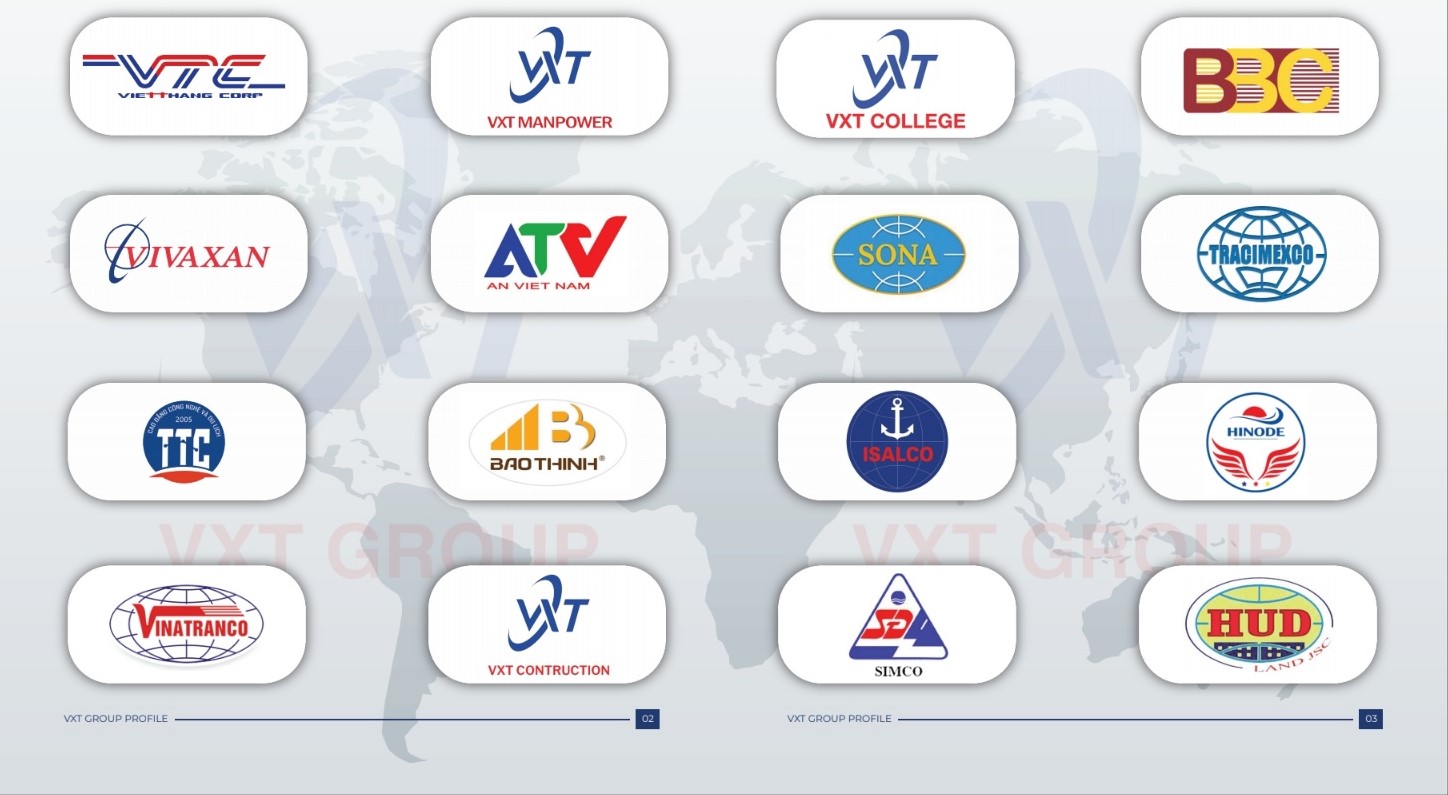 VTC
VIETTHANG CORP
VXT
VXT MANPOWER
VXT
VXT COLLEGE
BBC
VIVAXAN
ATV
AN VIET NAM
SONA
TRACIMEXCO
CAO ĐẲNG CÔNG NGHỆ VÀ DU LỊCH
2005
TTC
BAOTHINH®
ISALCO
HINODE
VXT GROUP
VXT GROUP
VINATRANCO
VXT
VXT CONTRUCTION
SD
SIMCO
HUD
LAND JSC
VXT GROUP PROFILE 02
VXT GROUP PROFILE 03